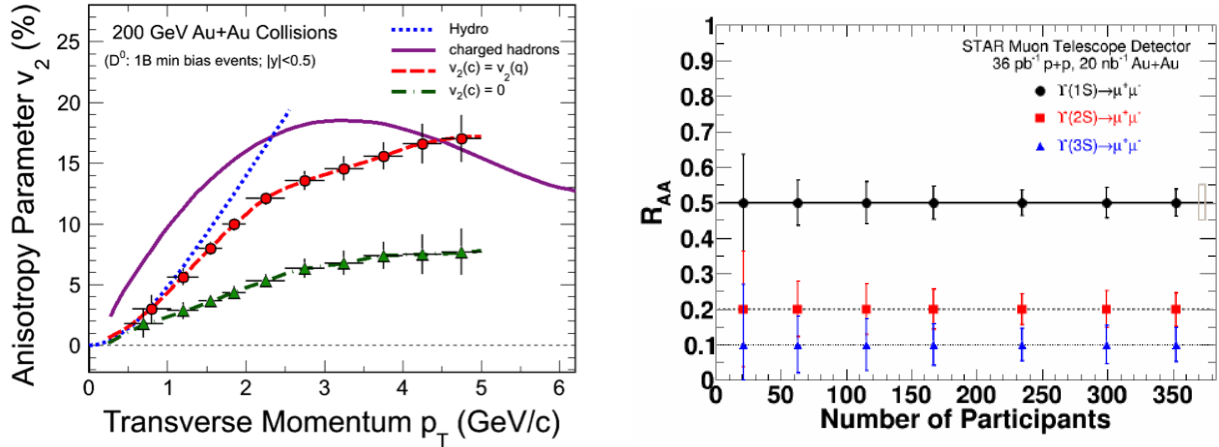 200 GeV Au+Au Collisions
(D⁰: 1B min bias events; |y|<0.5)
Hydro
charged hadrons
v₂(c) = v₂(q)
v₂(c) = 0
Anisotropy Parameter v₂ (%)
25
20
15
10
5
0
0 1 2 3 4 5 6
Transverse Momentum p_T (GeV/c)
STAR Muon Telescope Detector
36 pb⁻¹ p+p, 20 nb⁻¹ Au+Au
ϒ(1S)→μ⁺μ⁻
ϒ(2S)→μ⁺μ⁻
ϒ(3S)→μ⁺μ⁻
R_AA
1
0.9
0.8
0.7
0.6
0.5
0.4
0.3
0.2
0.1
0
0 50 100 150 200 250 300 350
Number of Participants